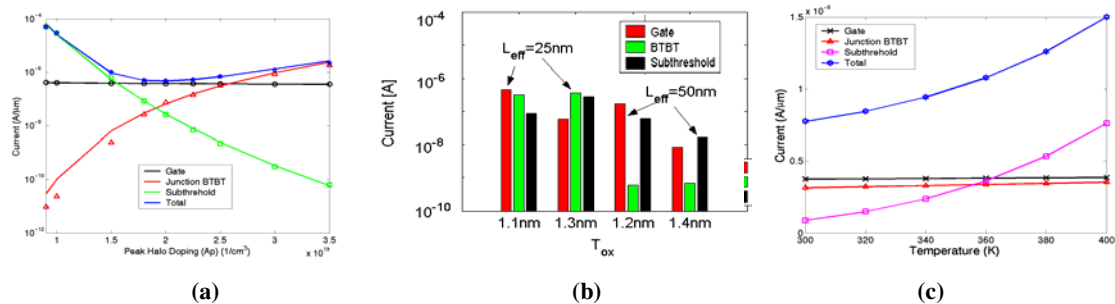 10^-4
10^-6
10^-8
10^-10
10^-12
Current (A/μm)
Gate
Junction BTBT
Subthreshold
Total
1
1.5
2
2.5
3
3.5
Peak Halo Doping (Ap) (1/cm^3)
x 10^19
(a)
10^-4
10^-6
10^-8
10^-10
Current [A]
L_eff=25nm
Gate
BTBT
Subthreshold
L_eff=50nm
1.1nm
1.3nm
1.2nm
1.4nm
T_ox
(b)
1.5
x 10^-6
1
0.5
0
Current (A/μm)
Gate
Junction BTBT
Subthreshold
Total
300
320
340
360
380
400
Temperature (K)
(c)